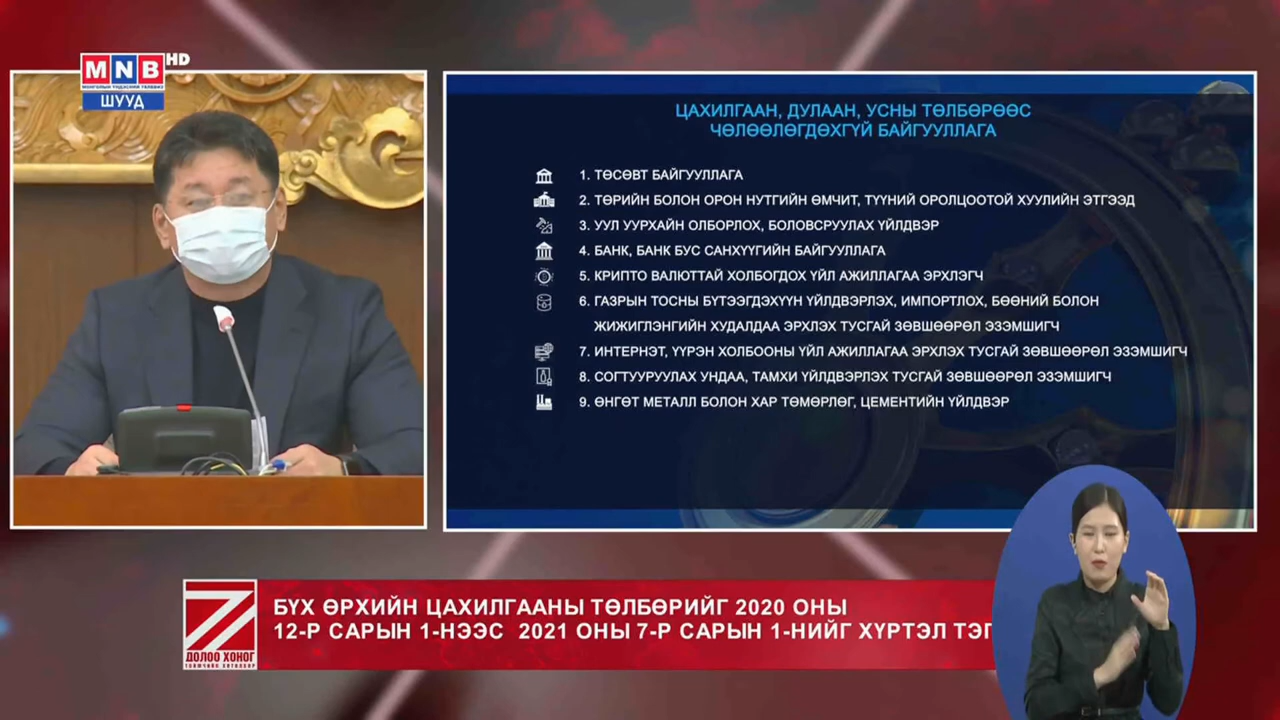 MNB HD
МОНГОЛЫН ҮНДЭСНИЙ ТЕЛЕВИЗ
ШУУД
ЦАХИЛГААН, ДУЛААН, УСНЫ ТӨЛБӨРӨӨС
ЧӨЛӨӨЛӨГДӨХГҮЙ БАЙГУУЛЛАГА
1. ТӨСӨВТ БАЙГУУЛЛАГА
2. ТӨРИЙН БОЛОН ОРОН НУТГИЙН ӨМЧИТ, ТҮҮНИЙ ОРОЛЦООТОЙ ХУУЛИЙН ЭТГЭЭД
3. УУЛ УУРХАЙН ОЛБОРЛОХ, БОЛОВСРУУЛАХ ҮЙЛДВЭР
4. БАНК, БАНК БУС САНХҮҮГИЙН БАЙГУУЛЛАГА
5. КРИПТО ВАЛЮТТАЙ ХОЛБОГДОХ ҮЙЛ АЖИЛЛАГАА ЭРХЛЭГЧ
6. ГАЗРЫН ТОСНЫ БҮТЭЭГДЭХҮҮН ҮЙЛДВЭРЛЭХ, ИМПОРТЛОХ, БӨӨНИЙ БОЛОН
ЖИЖИГЛЭНГИЙН ХУДАЛДАА ЭРХЛЭХ ТУСГАЙ ЗӨВШӨӨРӨЛ ЭЗЭМШИГЧ
7. ИНТЕРНЭТ, ҮҮРЭН ХОЛБООНЫ ҮЙЛ АЖИЛЛАГАА ЭРХЛЭХ ТУСГАЙ ЗӨВШӨӨРӨЛ ЭЗЭМШИГЧ
8. СОГТУУРУУЛАХ УНДАА, ТАМХИ ҮЙЛДВЭРЛЭХ ТУСГАЙ ЗӨВШӨӨРӨЛ ЭЗЭМШИГЧ
9. ӨНГӨТ МЕТАЛЛ БОЛОН ХАР ТӨМӨРЛӨГ, ЦЕМЕНТИЙН ҮЙЛДВЭР
БҮХ ӨРХИЙН ЦАХИЛГААНЫ ТӨЛБӨРИЙГ 2020 ОНЫ
12-Р САРЫН 1-НЭЭС 2021 ОНЫ 7-Р САРЫН 1-НИЙГ ХҮРТЭЛ ТЭГ
7
ДОЛОО ХОНОГ
ТОЙМЧИЙН ХӨТӨЛБӨР